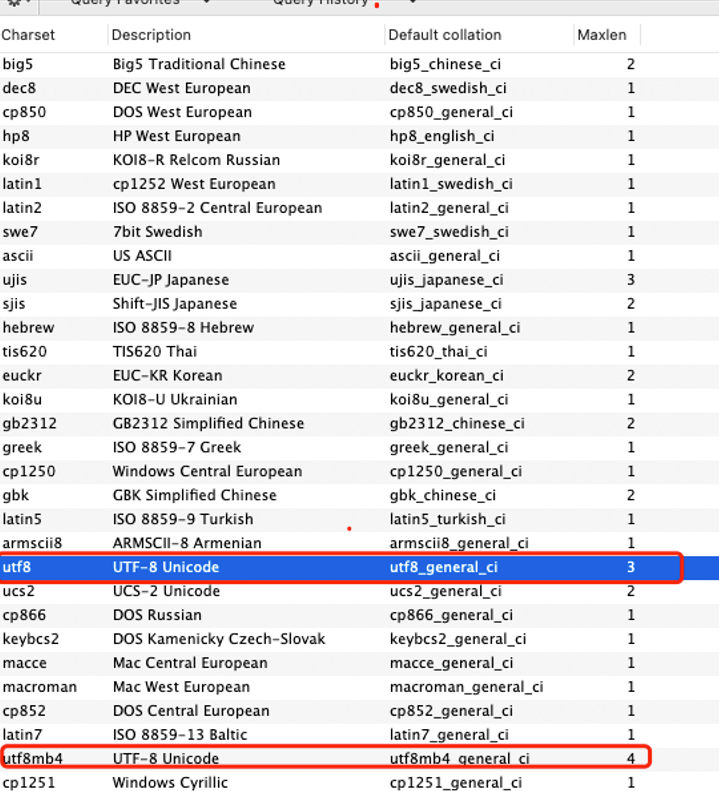 Query Favorites Query History
Charset Description Default collation Maxlen
big5 Big5 Traditional Chinese big5_chinese_ci 2
dec8 DEC West European dec8_swedish_ci 1
cp850 DOS West European cp850_general_ci 1
hp8 HP West European hp8_english_ci 1
koi8r KOI8-R Relcom Russian koi8r_general_ci 1
latin1 cp1252 West European latin1_swedish_ci 1
latin2 ISO 8859-2 Central European latin2_general_ci 1
swe7 7bit Swedish swe7_swedish_ci 1
ascii US ASCII ascii_general_ci 1
ujis EUC-JP Japanese ujis_japanese_ci 3
sjis Shift-JIS Japanese sjis_japanese_ci 2
hebrew ISO 8859-8 Hebrew hebrew_general_ci 1
tis620 TIS620 Thai tis620_thai_ci 1
euckr EUC-KR Korean euckr_korean_ci 2
koi8u KOI8-U Ukrainian koi8u_general_ci 1
gb2312 GB2312 Simplified Chinese gb2312_chinese_ci 2
greek ISO 8859-7 Greek greek_general_ci 1
cp1250 Windows Central European cp1250_general_ci 1
gbk GBK Simplified Chinese gbk_chinese_ci 2
latin5 ISO 8859-9 Turkish latin5_turkish_ci 1
armscii8 ARMSCII-8 Armenian armscii8_general_ci 1
utf8 UTF-8 Unicode utf8_general_ci 3
ucs2 UCS-2 Unicode ucs2_general_ci 2
cp866 DOS Russian cp866_general_ci 1
keybcs2 DOS Kamenicky Czech-Slovak keybcs2_general_ci 1
macce Mac Central European macce_general_ci 1
macroman Mac West European macroman_general_ci 1
cp852 DOS Central European cp852_general_ci 1
latin7 ISO 8859-13 Baltic latin7_general_ci 1
utf8mb4 UTF-8 Unicode utf8mb4_general_ci 4
cp1251 Windows Cyrillic cp1251_general_ci 1